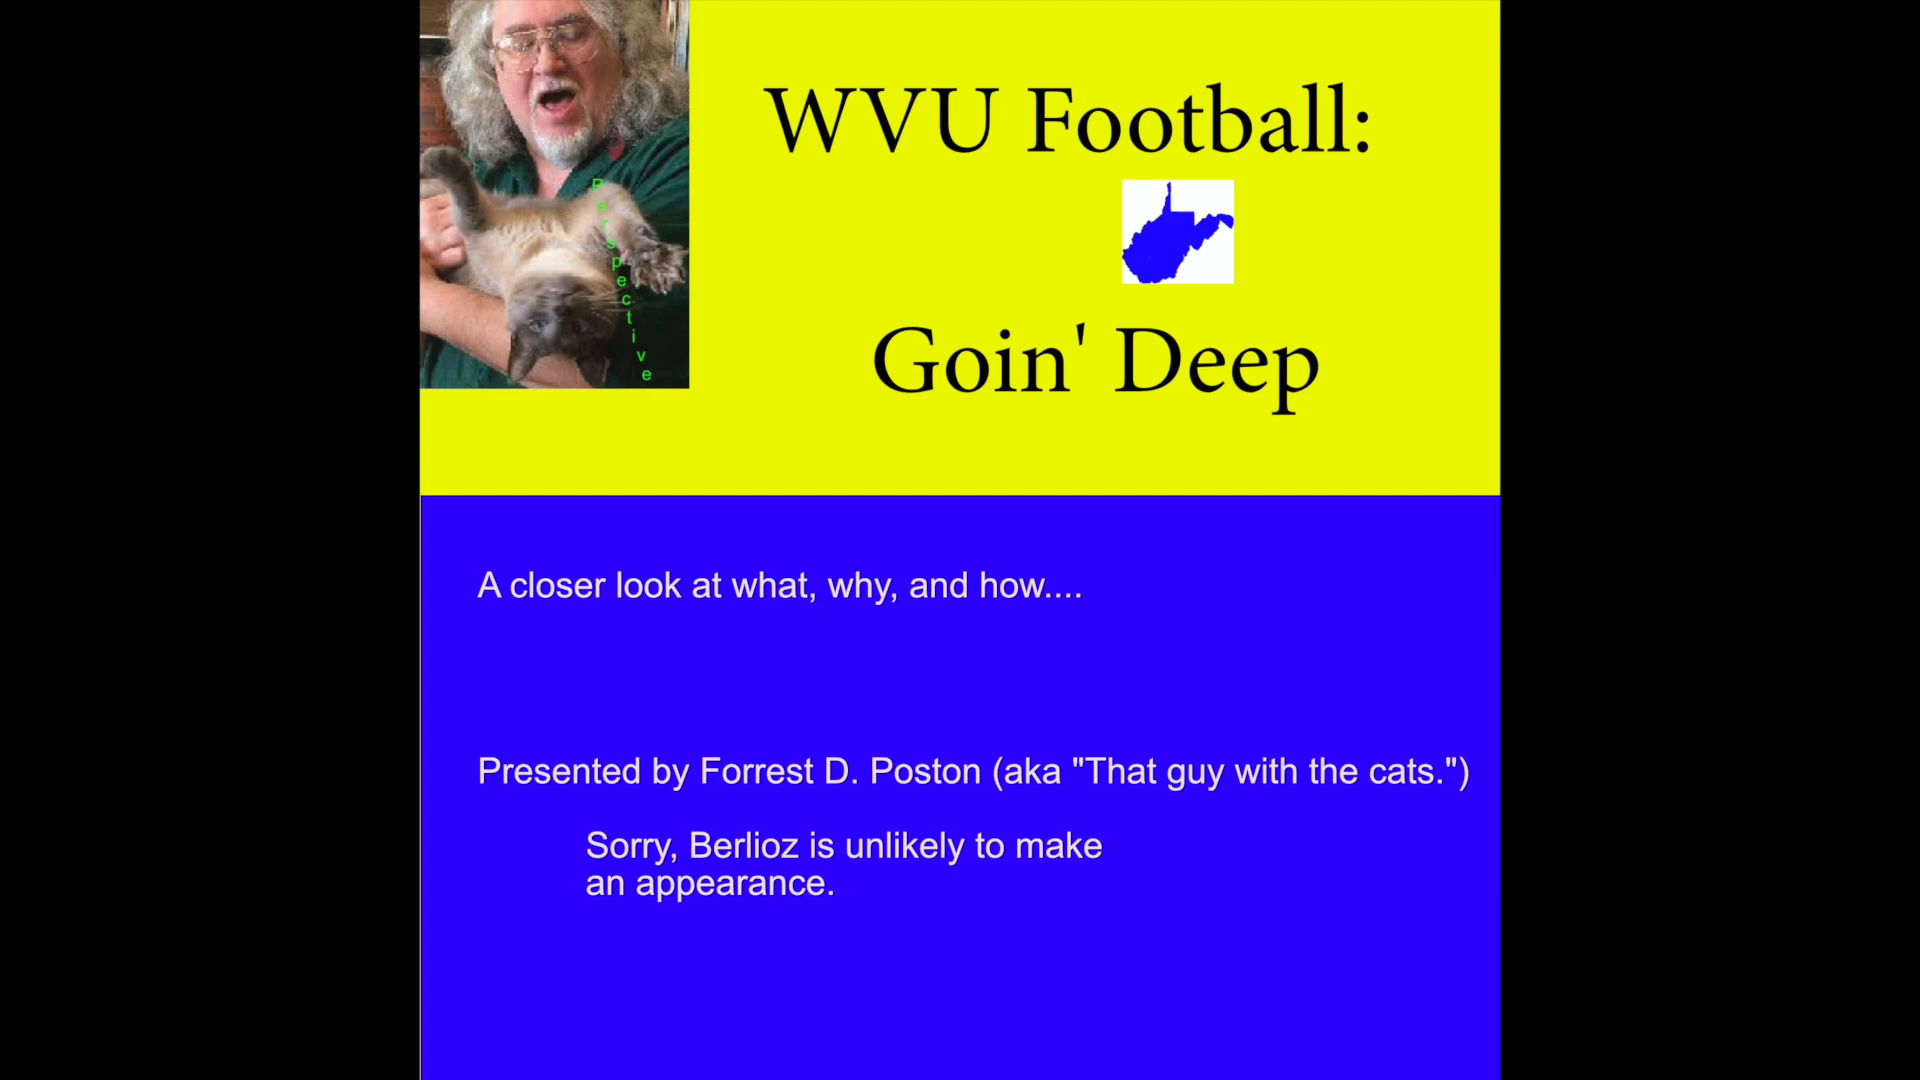 WVU Football:
Goin' Deep
Perspective
A closer look at what, why, and how....
Presented by Forrest D. Poston (aka "That guy with the cats.")
Sorry, Berlioz is unlikely to make
an appearance.